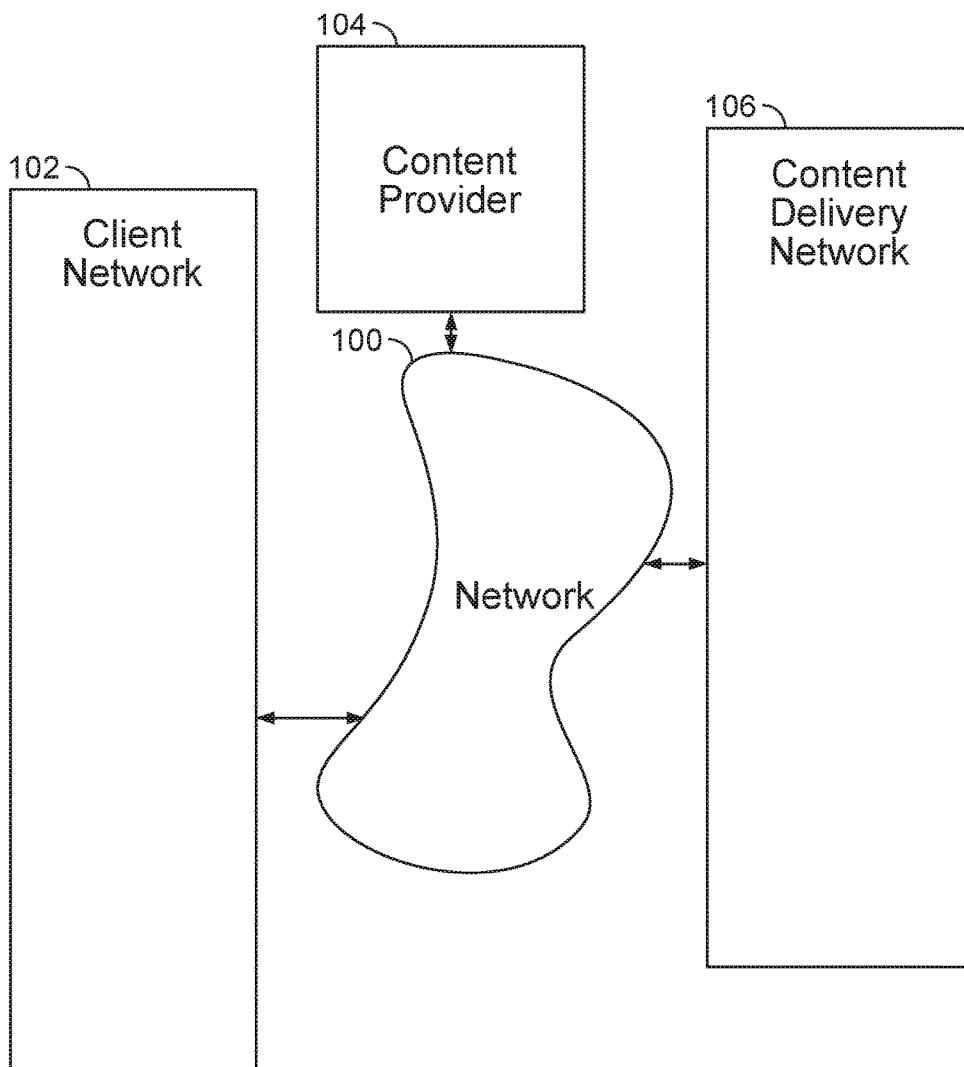 104
Content
Provider
106
Content
Delivery
Network
102
Client
Network
100
Network